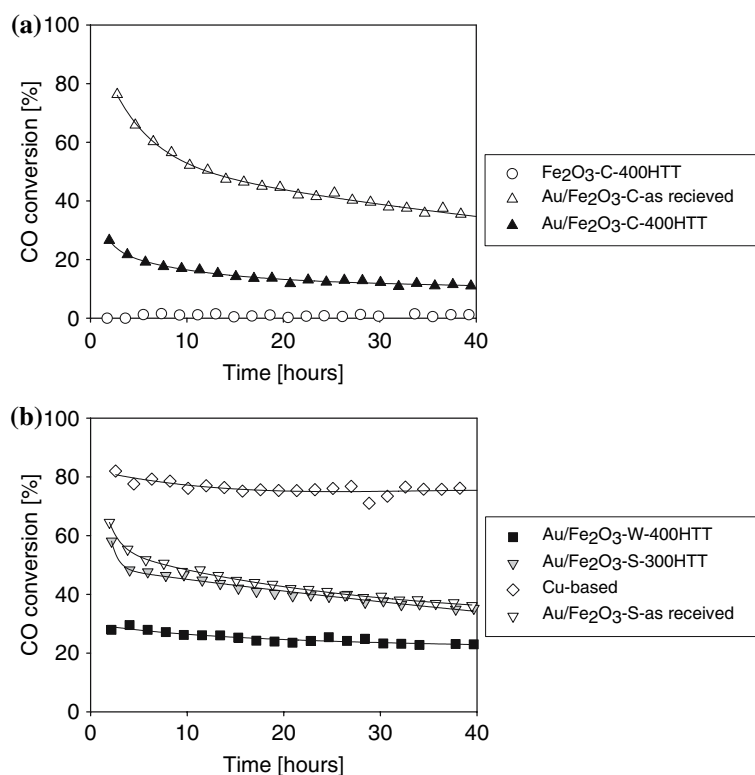 (a)
100
80
60
40
20
0
CO conversion [%]
0 10 20 30 40
Time [hours]
Fe2O3-C-400HTT
Au/Fe2O3-C-as recieved
Au/Fe2O3-C-400HTT
(b)
100
80
60
40
20
0
CO conversion [%]
0 10 20 30 40
Time [hours]
Au/Fe2O3-W-400HTT
Au/Fe2O3-S-300HTT
Cu-based
Au/Fe2O3-S-as received